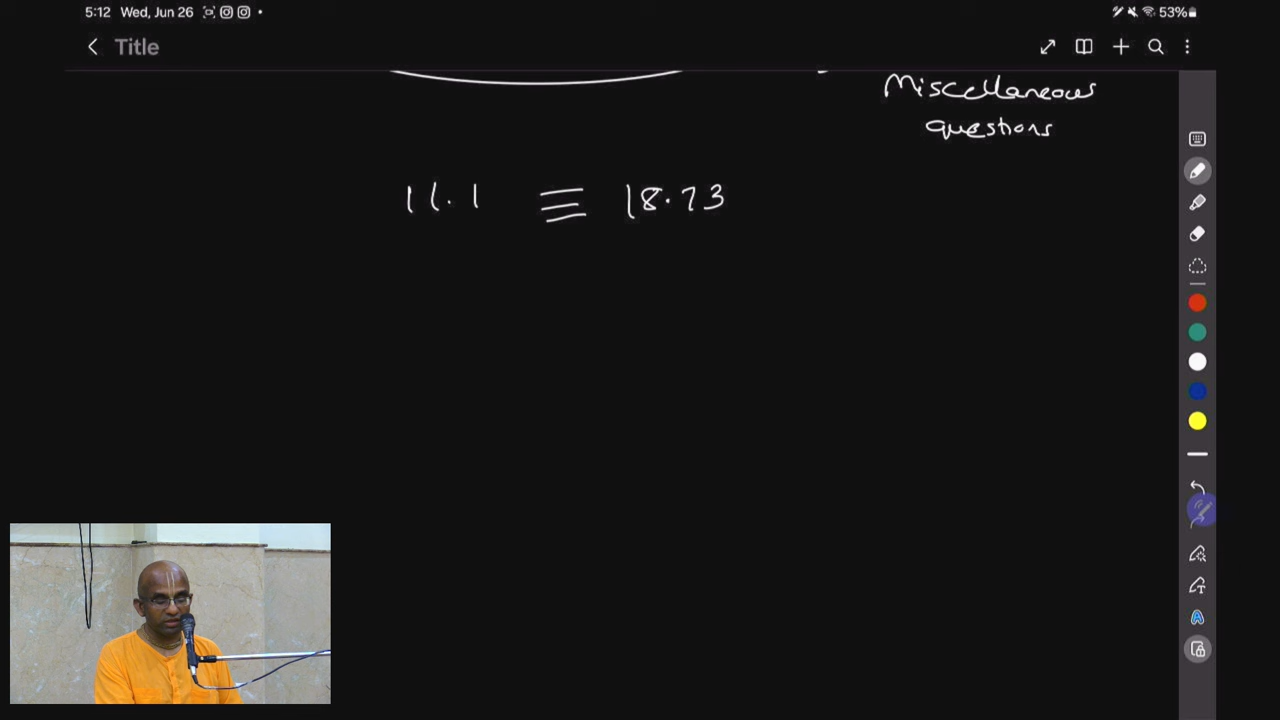 5:12 Wed, Jun 26
53%
Title
Miscellaneous
questions
11.1 ≡ 18.73